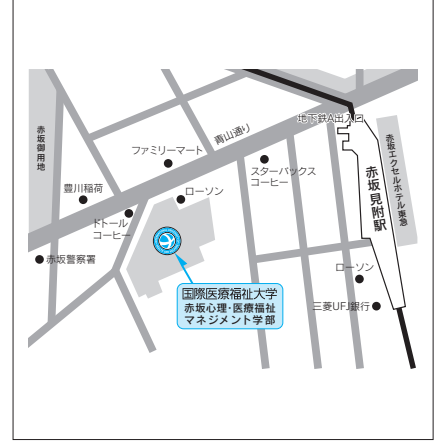 地下鉄A出入口
青山通り
赤坂御用地
赤坂エクセルホテル東急
ファミリーマート
スターバックス
コーヒー
赤坂見附駅
豊川稲荷
ローソン
ドトール
コーヒー
赤坂警察署
ローソン
国際医療福祉大学
赤坂心理・医療福祉
マネジメント学部
三菱UFJ銀行